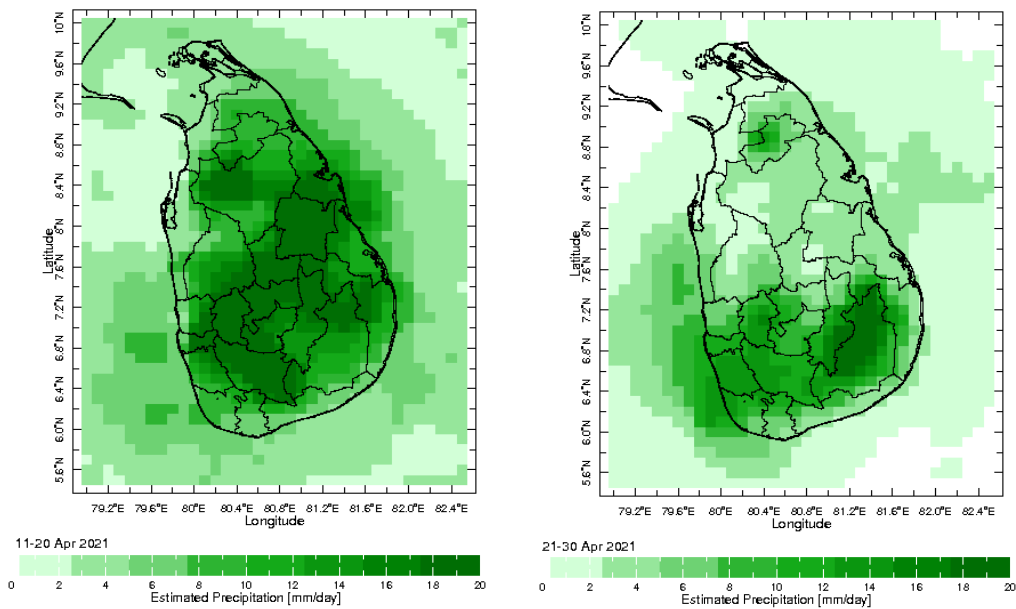 10°N
9.6°N
9.2°N
8.8°N
8.4°N
8°N
7.6°N
7.2°N
6.8°N
6.4°N
6.0°N
5.6°N
Latitude
79.2°E 79.6°E 80°E 80.4°E 80.8°E 81.2°E 81.6°E 82.0°E 82.4°E
Longitude
11-20 Apr 2021
0 2 4 6 8 10 12 14 16 18 20
Estimated Precipitation [mm/day]
10°N
9.6°N
9.2°N
8.8°N
8.4°N
8°N
7.6°N
7.2°N
6.8°N
6.4°N
6.0°N
5.6°N
Latitude
79.2°E 79.6°E 80°E 80.4°E 80.8°E 81.2°E 81.6°E 82.0°E 82.4°E
Longitude
21-30 Apr 2021
0 2 4 6 8 10 12 14 16 18 20
Estimated Precipitation [mm/day]